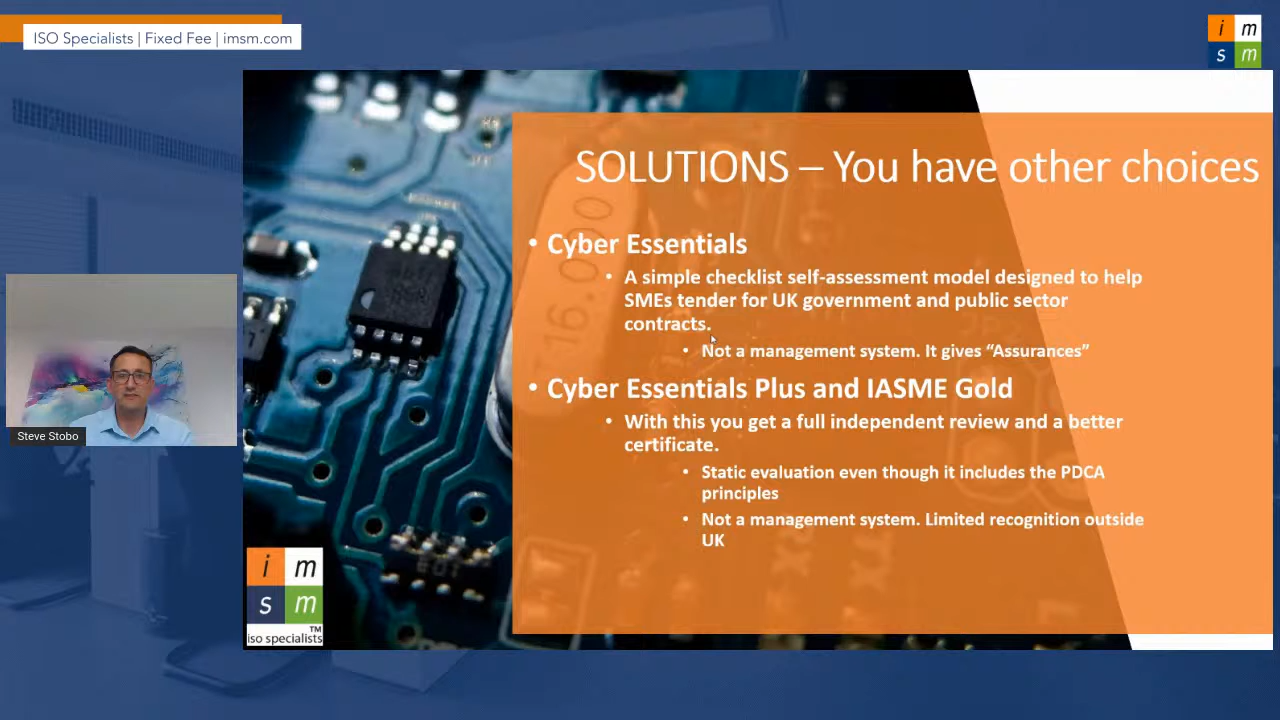 ISO Specialists | Fixed Fee | imsm.com
i m
s m
SOLUTIONS – You have other choices
• Cyber Essentials
• A simple checklist self-assessment model designed to help
SMEs tender for UK government and public sector
contracts.
• Not a management system. It gives “Assurances”
• Cyber Essentials Plus and IASME Gold
• With this you get a full independent review and a better
certificate.
• Static evaluation even though it includes the PDCA
principles
• Not a management system. Limited recognition outside
UK
16.000
Steve Stobo
i m
s m
TM
iso specialists